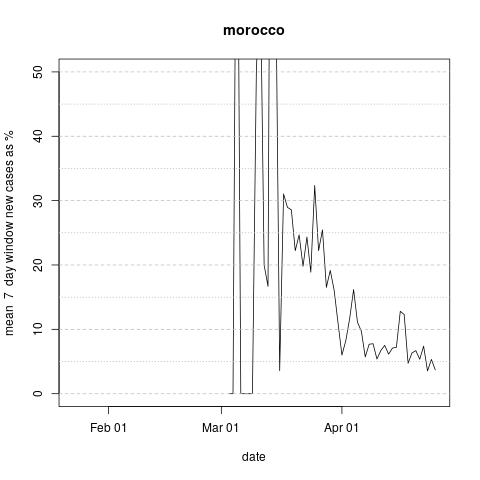 morocco
mean 7 day window new cases as %
50
40
30
20
10
0
Feb 01
Mar 01
Apr 01
date